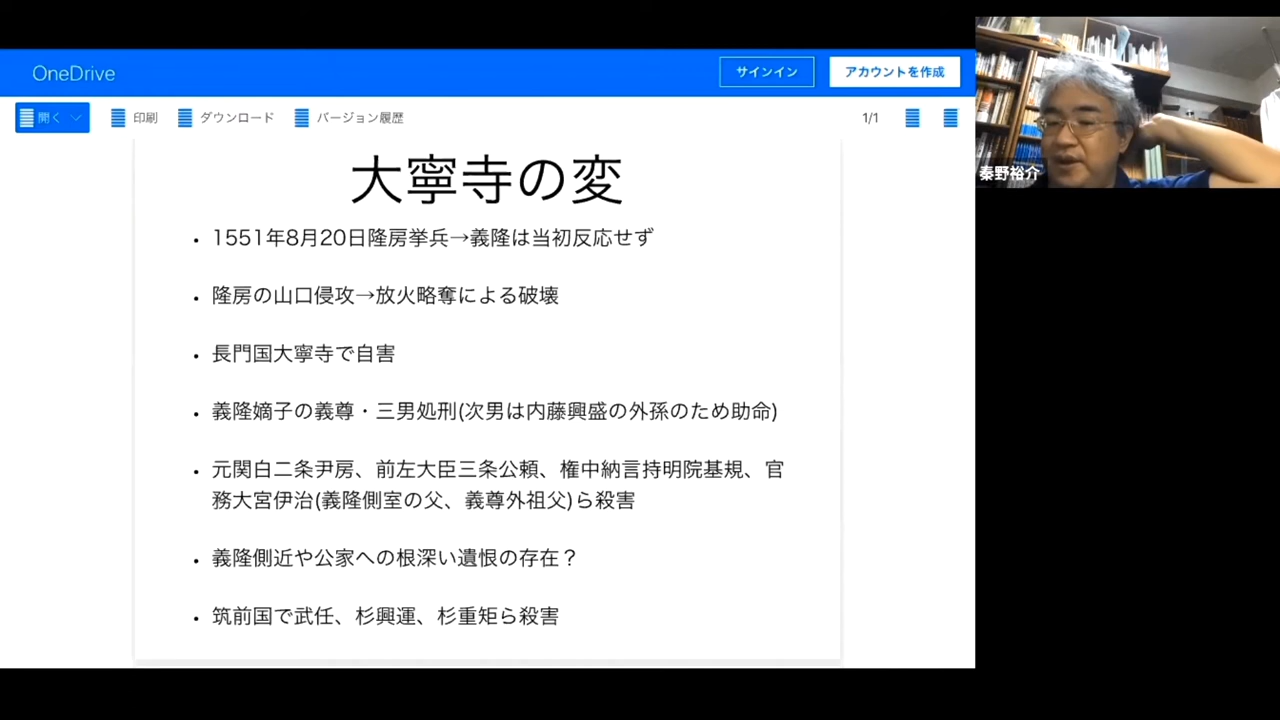 OneDrive
サインイン
アカウントを作成
開く
印刷
ダウンロード
バージョン履歴
1/1
秦野裕介
大寧寺の変
• 1551年8月20日隆房挙兵→義隆は当初反応せず
• 隆房の山口侵攻→放火略奪による破壊
• 長門国大寧寺で自害
• 義隆嫡子の義尊・三男処刑(次男は内藤興盛の外孫のため助命)
• 元関白二条尹房、前左大臣三条公頼、権中納言持明院基規、官
務大宮伊治(義隆側室の父、義尊外祖父)ら殺害
• 義隆側近や公家への根深い遺恨の存在？
• 筑前国で武任、杉興運、杉重矩ら殺害